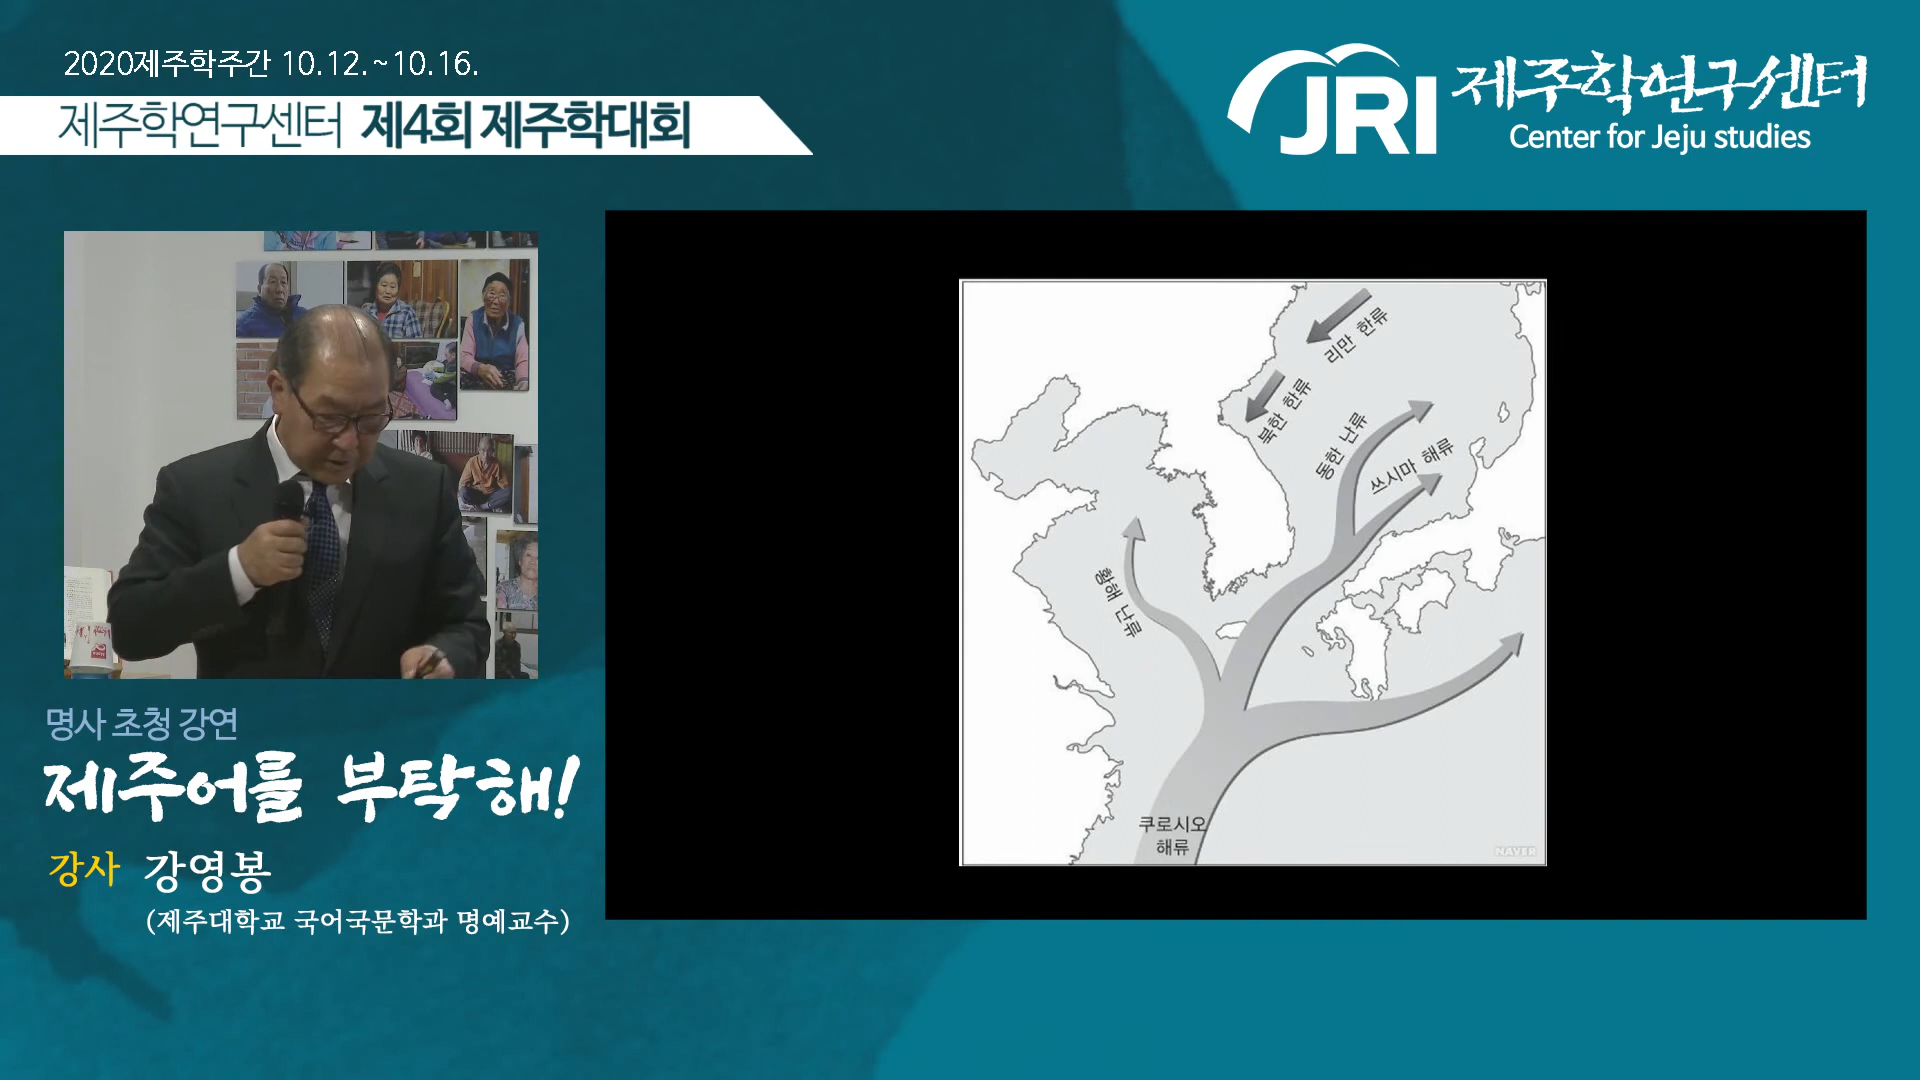 2020제주학주간 10.12.~10.16.
제주학연구센터 제4회 제주학대회
JRI 제주학연구센터
Center for Jeju studies
리만 한류
북한 한류
동한 난류
쓰시마 해류
황해 난류
쿠로시오
해류
NAVER
명사 초청 강연
제주어를 부탁해!
강사 강영봉
(제주대학교 국어국문학과 명예교수)